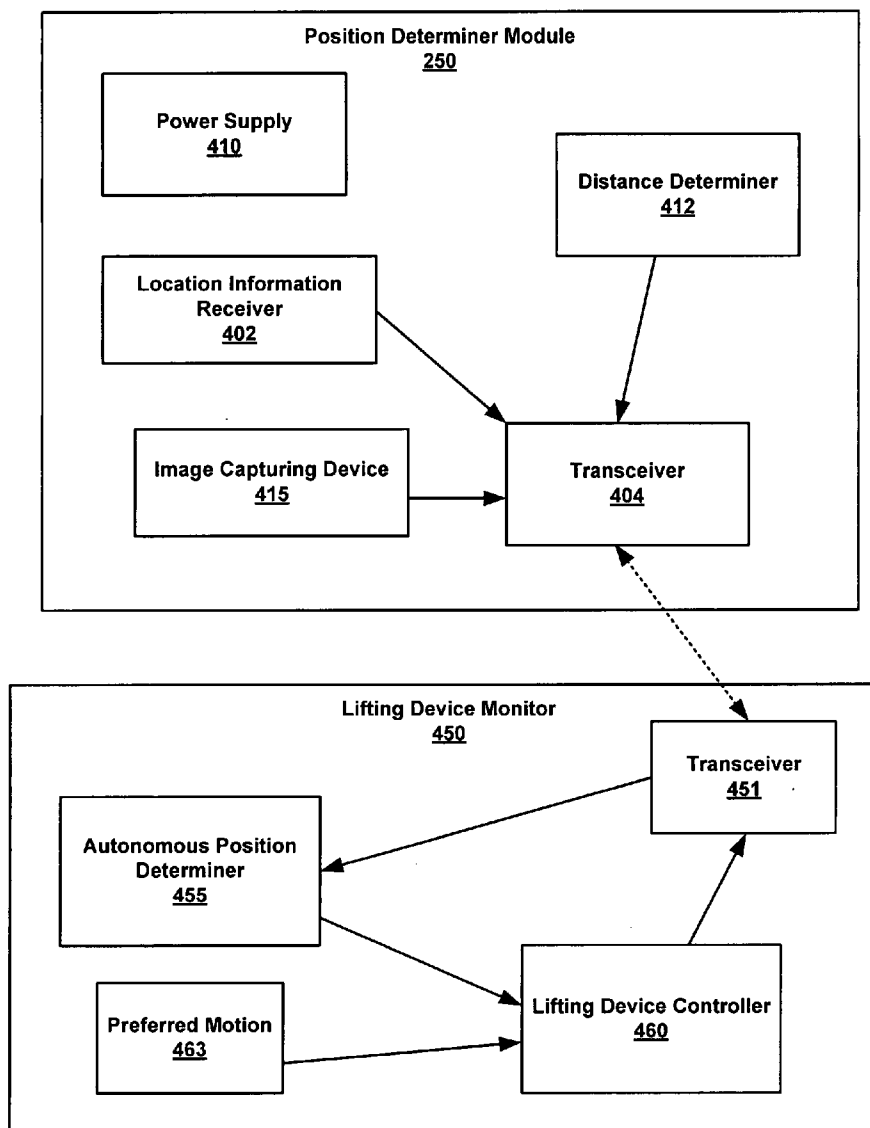 Position Determiner Module
250
Power Supply
410
Distance Determiner
412
Location Information
Receiver
402
Image Capturing Device
415
Transceiver
404
Lifting Device Monitor
450
Transceiver
451
Autonomous Position
Determiner
455
Lifting Device Controller
460
Preferred Motion
463